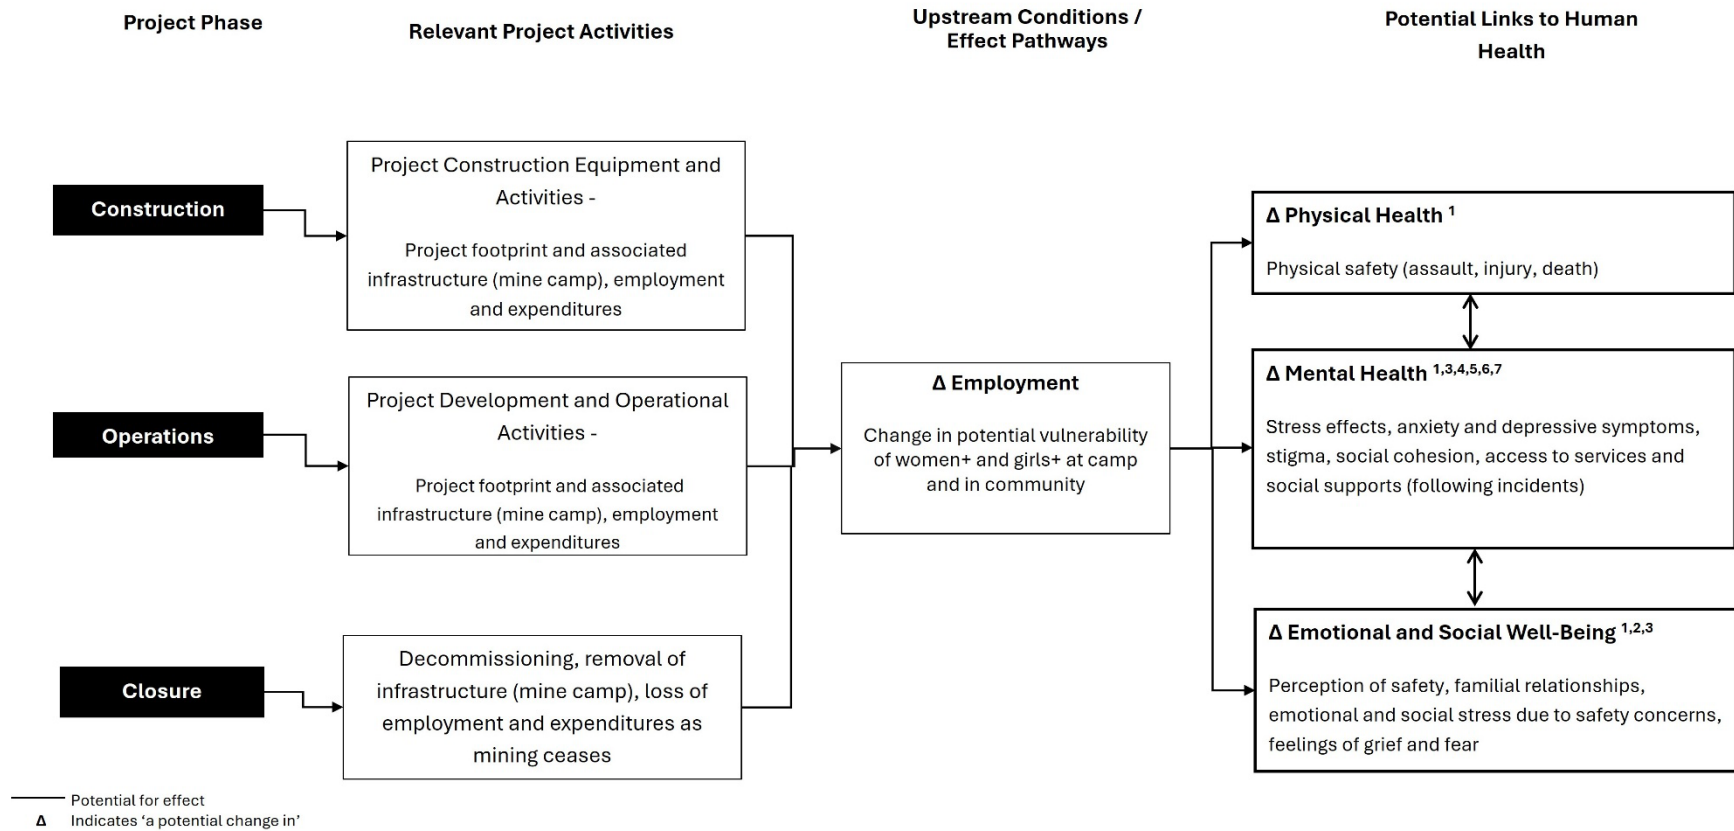 Project Phase
Relevant Project Activities
Upstream Conditions /
Effect Pathways
Potential Links to Human
Health
Construction
Project Construction Equipment and
Activities -
Project footprint and associated
infrastructure (mine camp), employment
and expenditures
Operations
Project Development and Operational
Activities -
Project footprint and associated
infrastructure (mine camp), employment
and expenditures
Closure
Decommissioning, removal of
infrastructure (mine camp), loss of
employment and expenditures as
mining ceases
Δ Employment
Change in potential vulnerability
of women+ and girls+ at camp
and in community
Δ Physical Health 1
Physical safety (assault, injury, death)
Δ Mental Health 1,3,4,5,6,7
Stress effects, anxiety and depressive symptoms,
stigma, social cohesion, access to services and
social supports (following incidents)
Δ Emotional and Social Well-Being 1,2,3
Perception of safety, familial relationships,
emotional and social stress due to safety concerns,
feelings of grief and fear
Potential for effect
Δ Indicates ‘a potential change in’